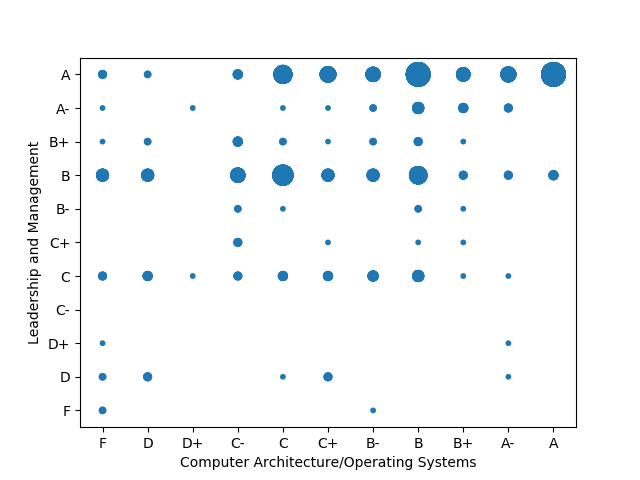 Leadership and Management
A
A-
B+
B
B-
C+
C
C-
D+
D
F
F D D+ C- C C+ B- B B+ A- A
Computer Architecture/Operating Systems